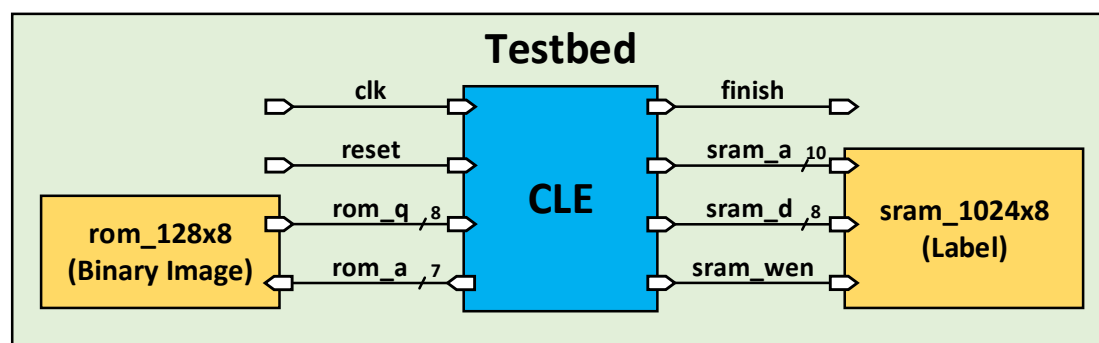 Testbed
clk
finish
reset
sram_a 10
rom_q 8
sram_d 8
rom_a 7
sram_wen
CLE
rom_128x8
(Binary Image)
sram_1024x8
(Label)